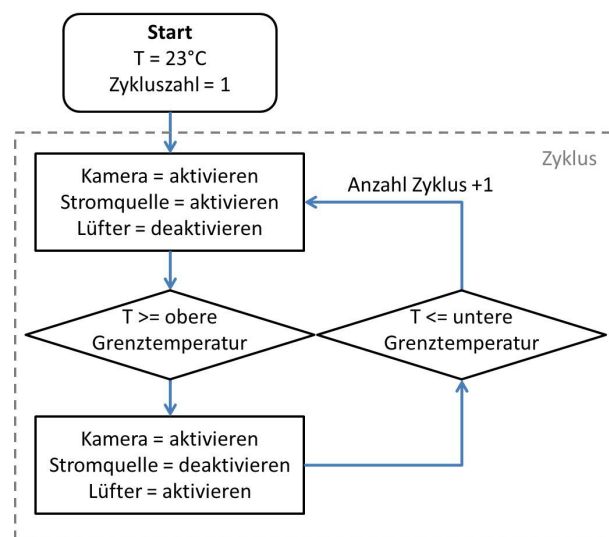 Start
T = 23°C
Zykluszahl = 1
Zyklus
Kamera = aktivieren
Stromquelle = aktivieren
Lüfter = deaktivieren
Anzahl Zyklus +1
T >= obere
Grenztemperatur
T <= untere
Grenztemperatur
Kamera = aktivieren
Stromquelle = deaktivieren
Lüfter = aktivieren